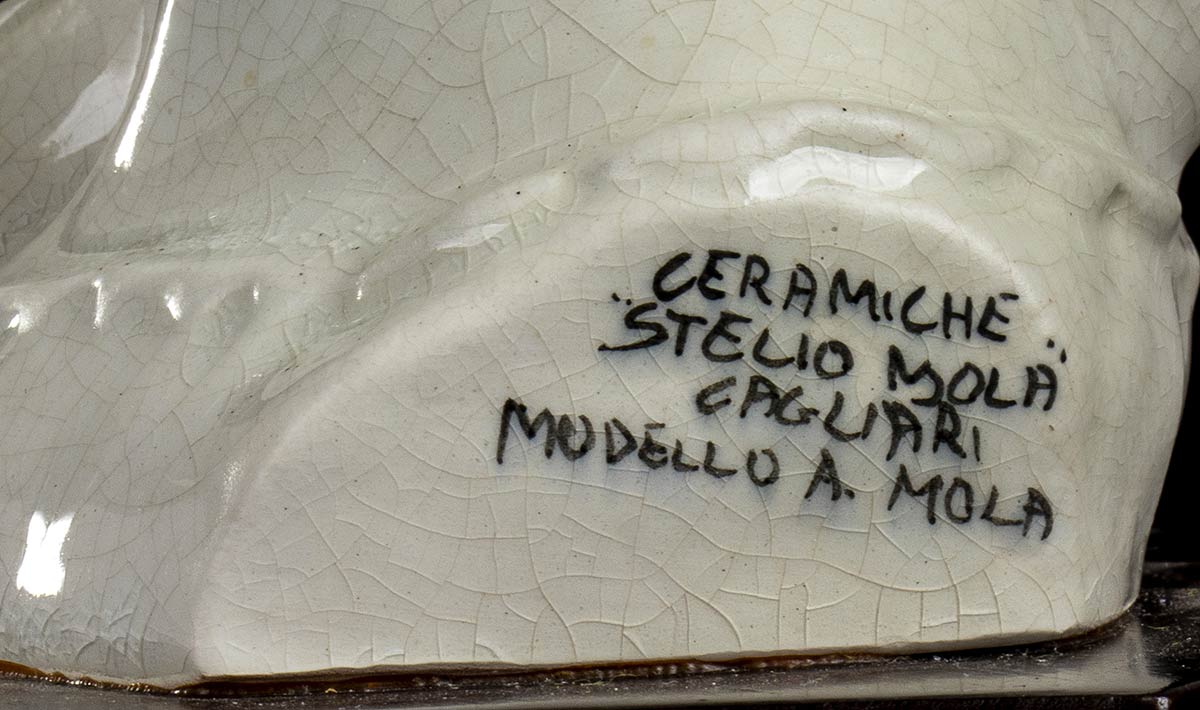 CERAMICHE
"STELIO MOLA"
CAGLIARI
MODELLO A. MOLA